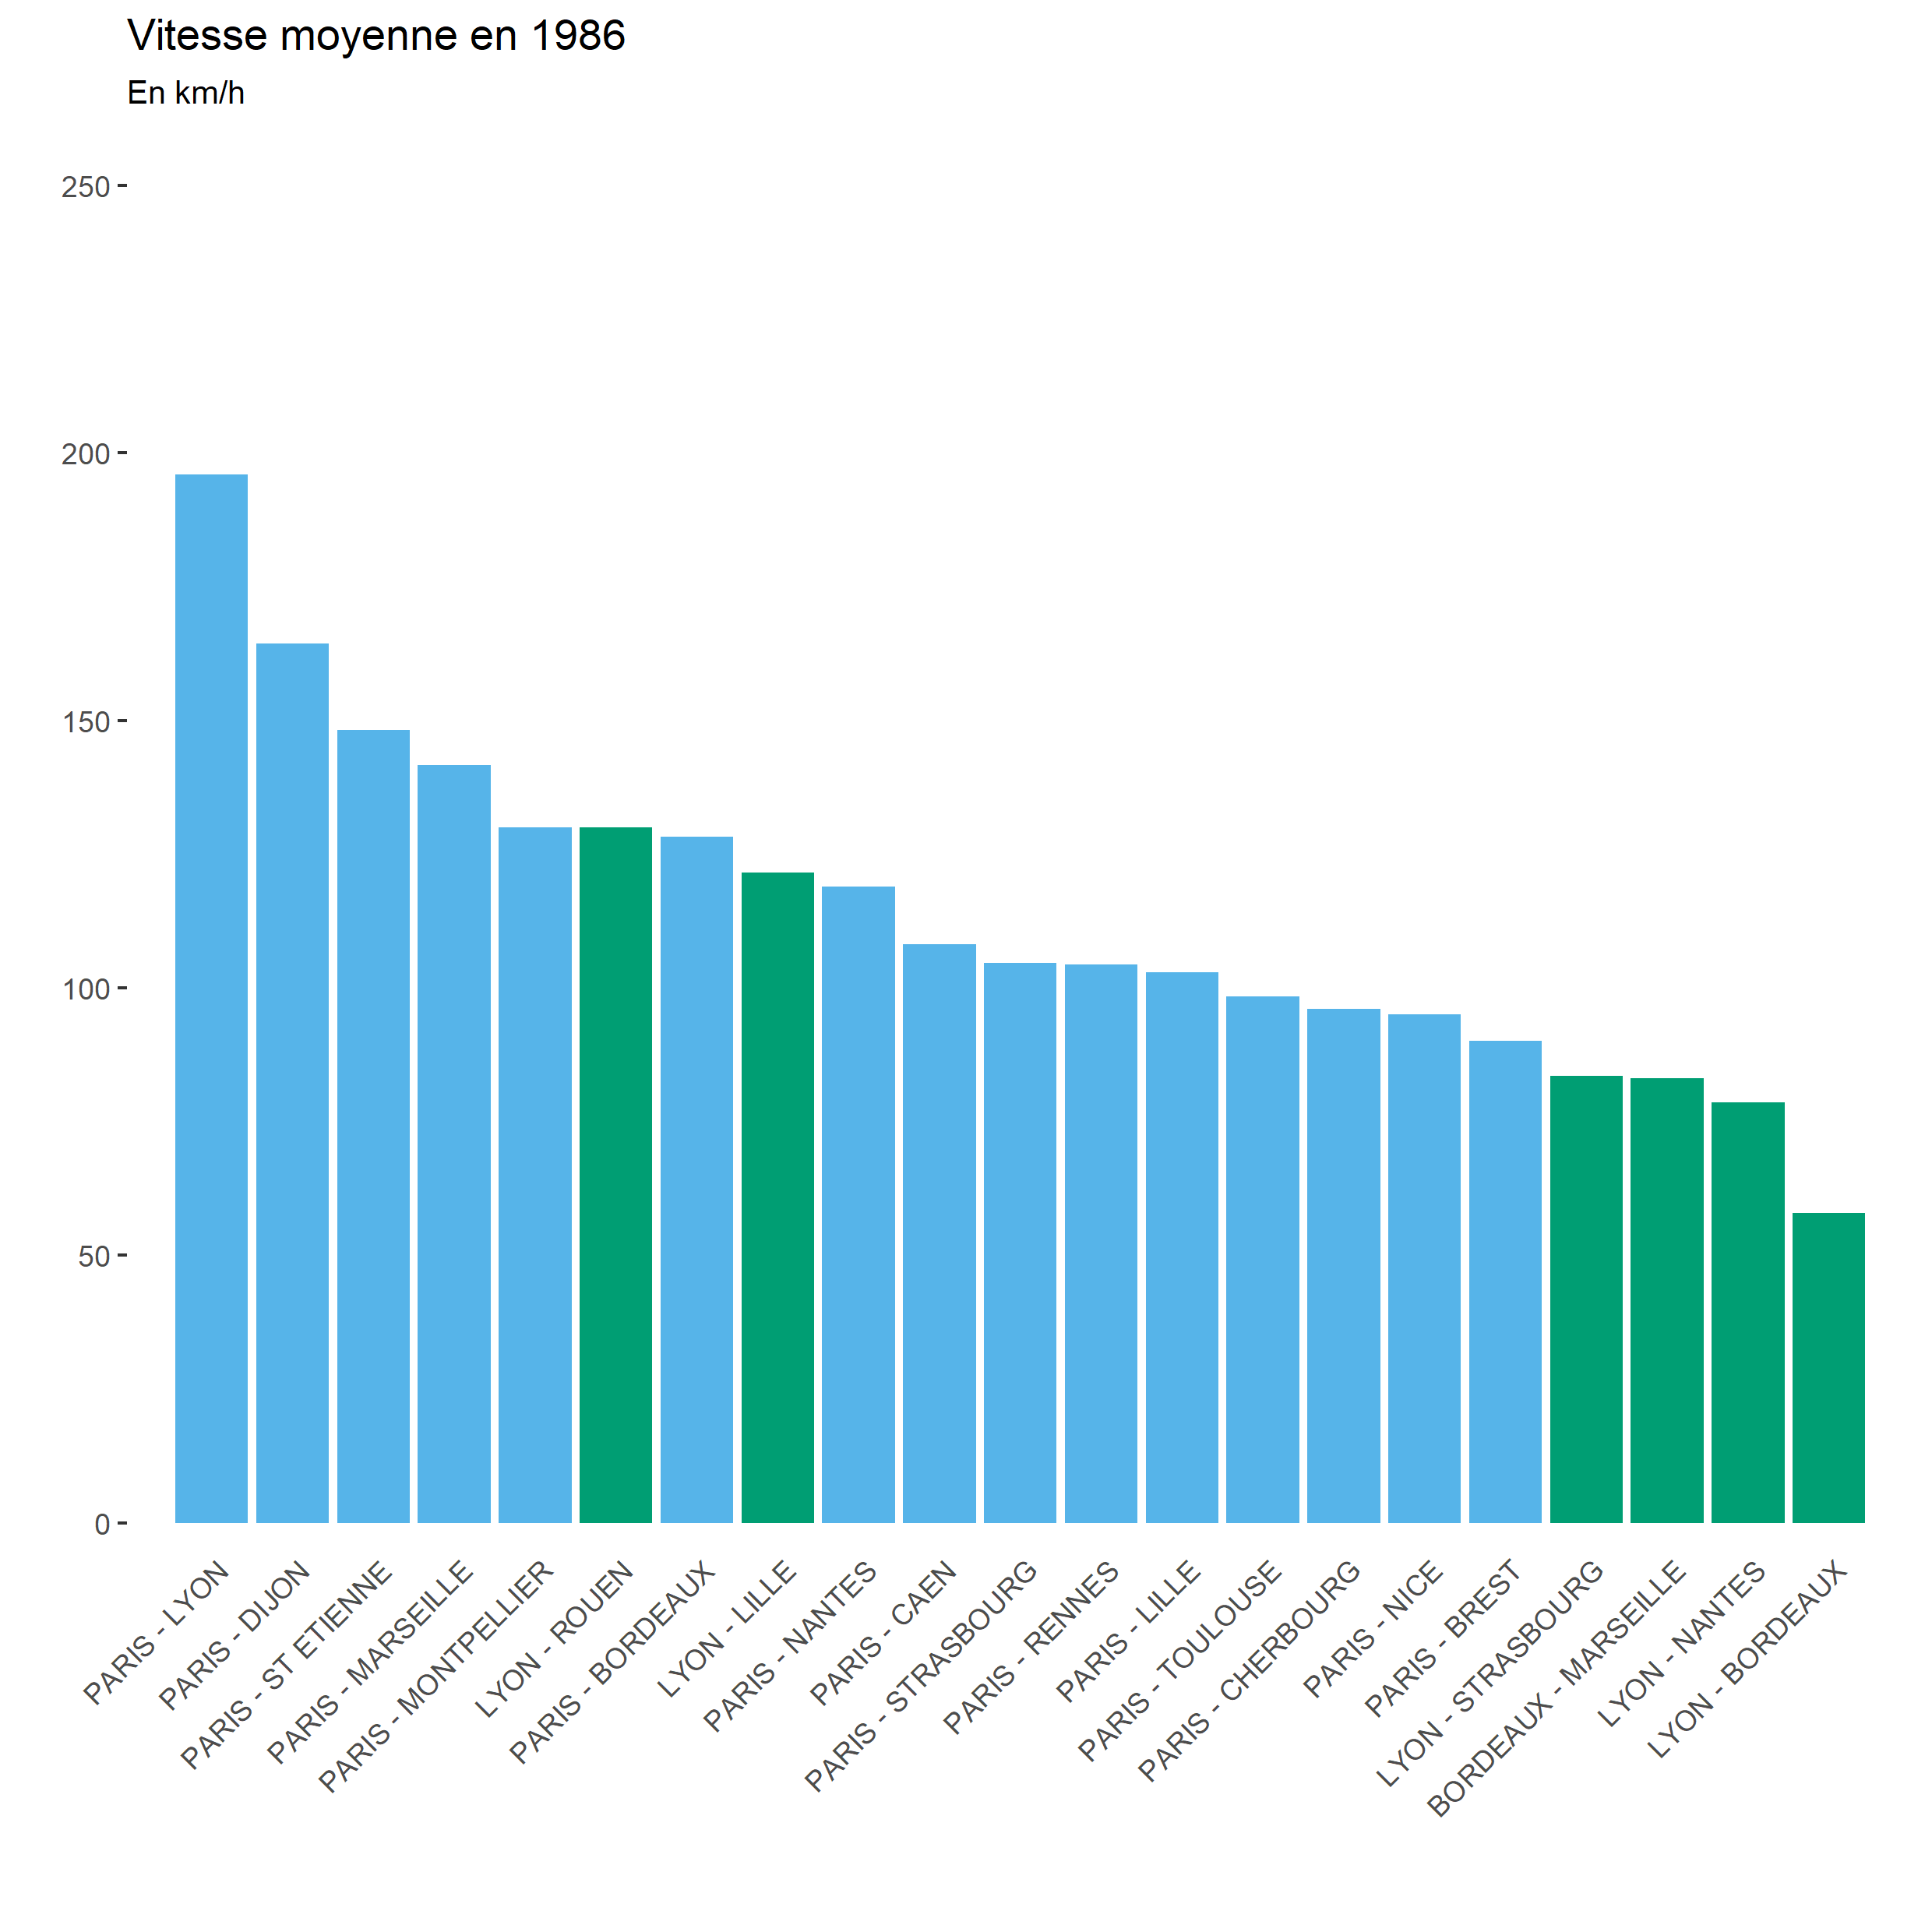 Vitesse moyenne en 1986
En km/h
250
200
150
100
50
0
PARIS - LYON
PARIS - DIJON
PARIS - ST ETIENNE
PARIS - MARSEILLE
PARIS - MONTPELLIER
LYON - ROUEN
PARIS - BORDEAUX
LYON - LILLE
PARIS - NANTES
PARIS - CAEN
PARIS - STRASBOURG
PARIS - RENNES
PARIS - LILLE
PARIS - TOULOUSE
PARIS - CHERBOURG
PARIS - NICE
PARIS - BREST
LYON - STRASBOURG
BORDEAUX - MARSEILLE
LYON - NANTES
LYON - BORDEAUX